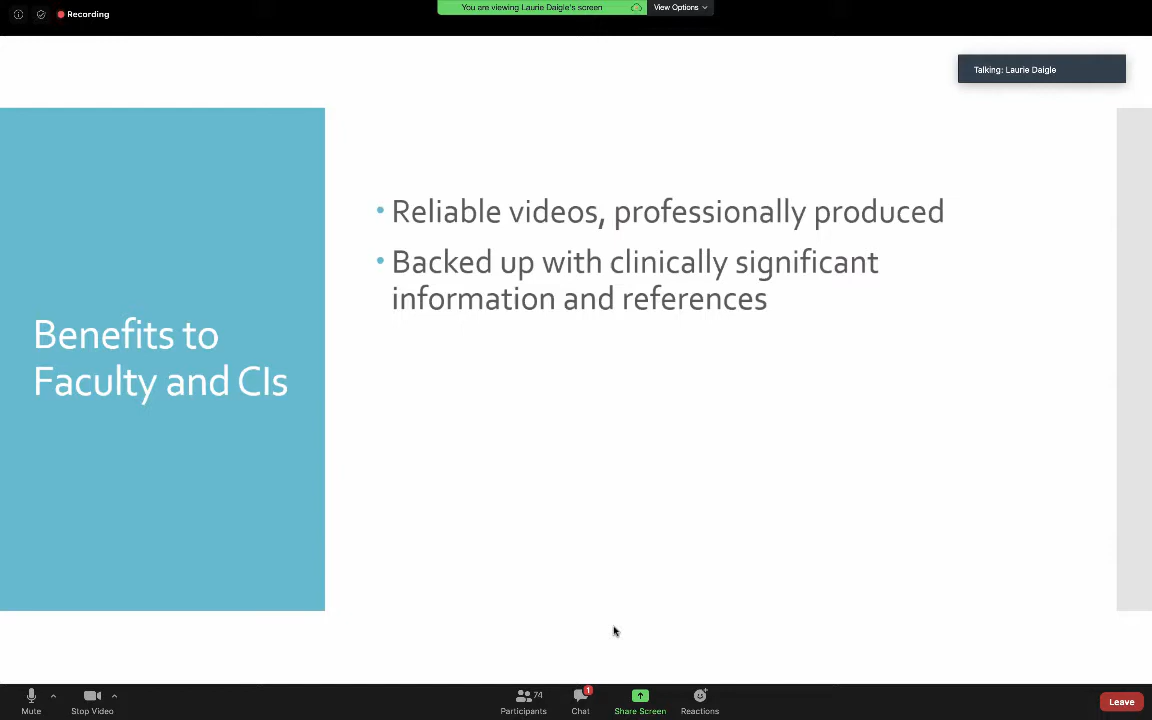 Recording
You are viewing Laurie Daigle's screen
View Options
Talking: Laurie Daigle
Benefits to
Faculty and CIs
• Reliable videos, professionally produced
• Backed up with clinically significant
information and references
Mute
Stop Video
74
Participants
1
Chat
Share Screen
Reactions
Leave